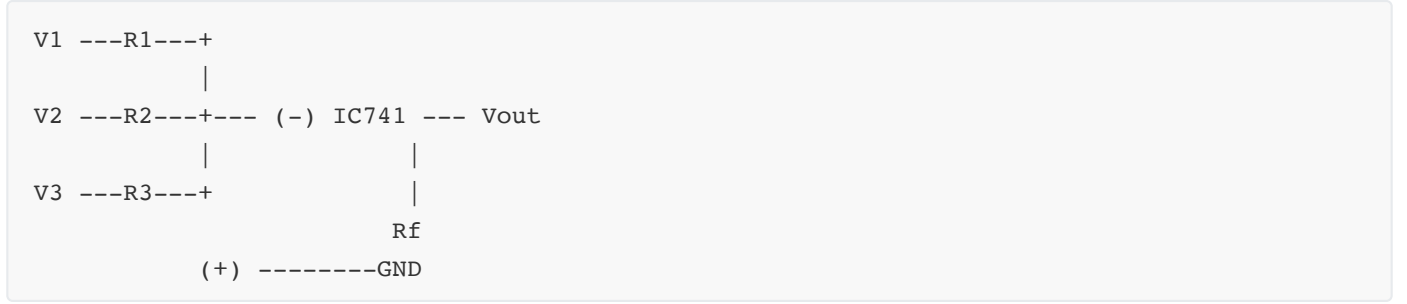 V1 ---R1---+
           |
V2 ---R2---+--- (-) IC741 --- Vout
           |            |
V3 ---R3---+            |
                       Rf
           (+) --------GND